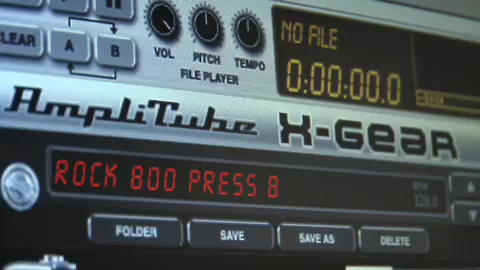 NO FILE
CLEAR
A B
VOL PITCH TEMPO
FILE PLAYER
0:00:00.0
AmpliTube X-GEAR
ROCK 800 PRESS B
BPM
120.0
FOLDER SAVE SAVE AS DELETE